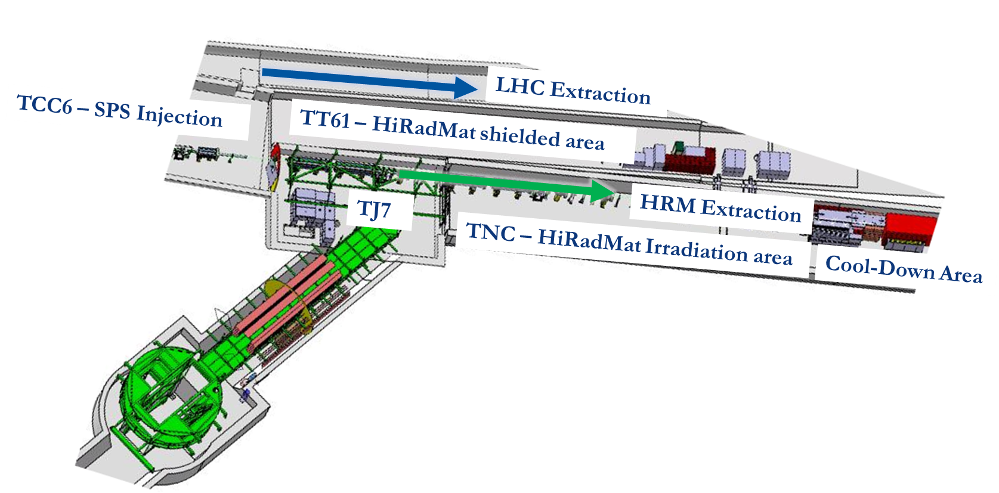 LHC Extraction
TCC6 – SPS Injection
TT61 – HiRadMat shielded area
TJ7
HRM Extraction
TNC – HiRadMat Irradiation area
Cool-Down Area